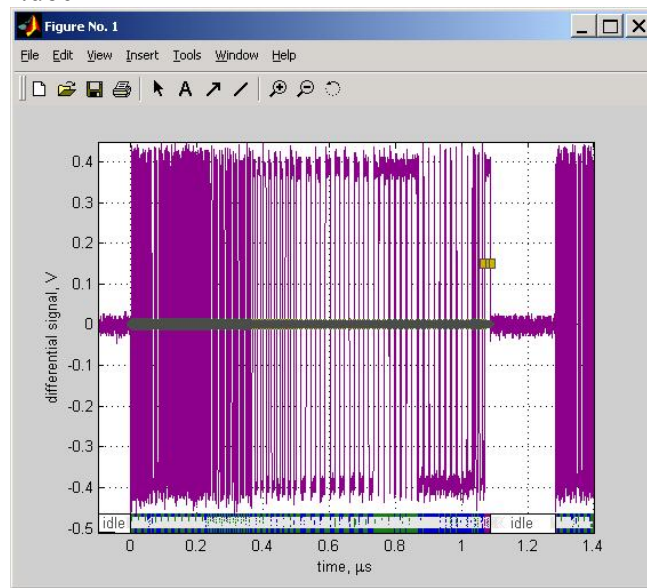 Figure No. 1
File Edit View Insert Tools Window Help
A
0.4
0.3
0.2
0.1
0
-0.1
-0.2
-0.3
-0.4
-0.5
differential signal, V
idle
idle
0 0.2 0.4 0.6 0.8 1 1.2 1.4
time, µs